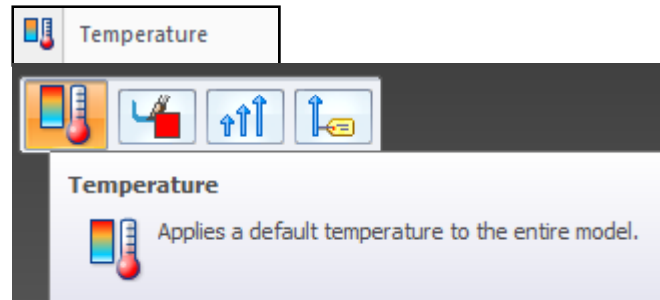 Temperature
Temperature
Applies a default temperature to the entire model.